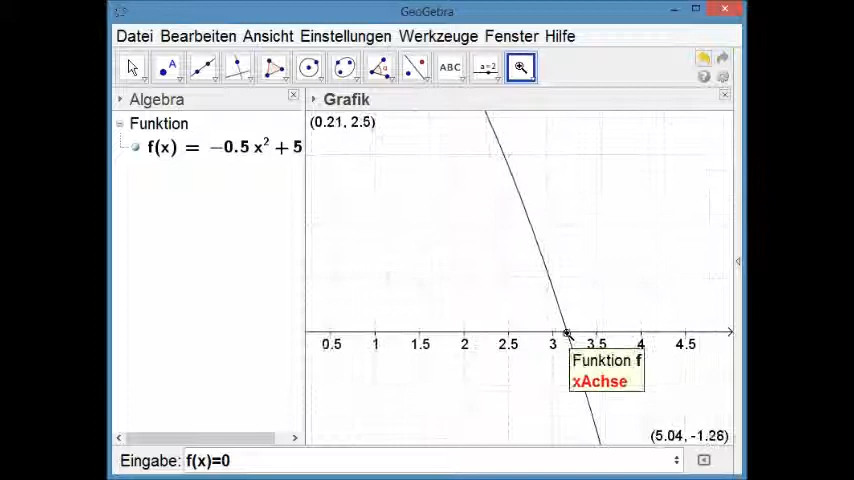 GeoGebra
Datei Bearbeiten Ansicht Einstellungen Werkzeuge Fenster Hilfe
A
ABC
a=2
Algebra
Grafik
Funktion
f(x) = −0.5 x² + 5
(0.21, 2.5)
0.5 1 1.5 2 2.5 3 3.5 4 4.5
Funktion f
xAchse
(5.04, -1.26)
Eingabe: f(x)=0